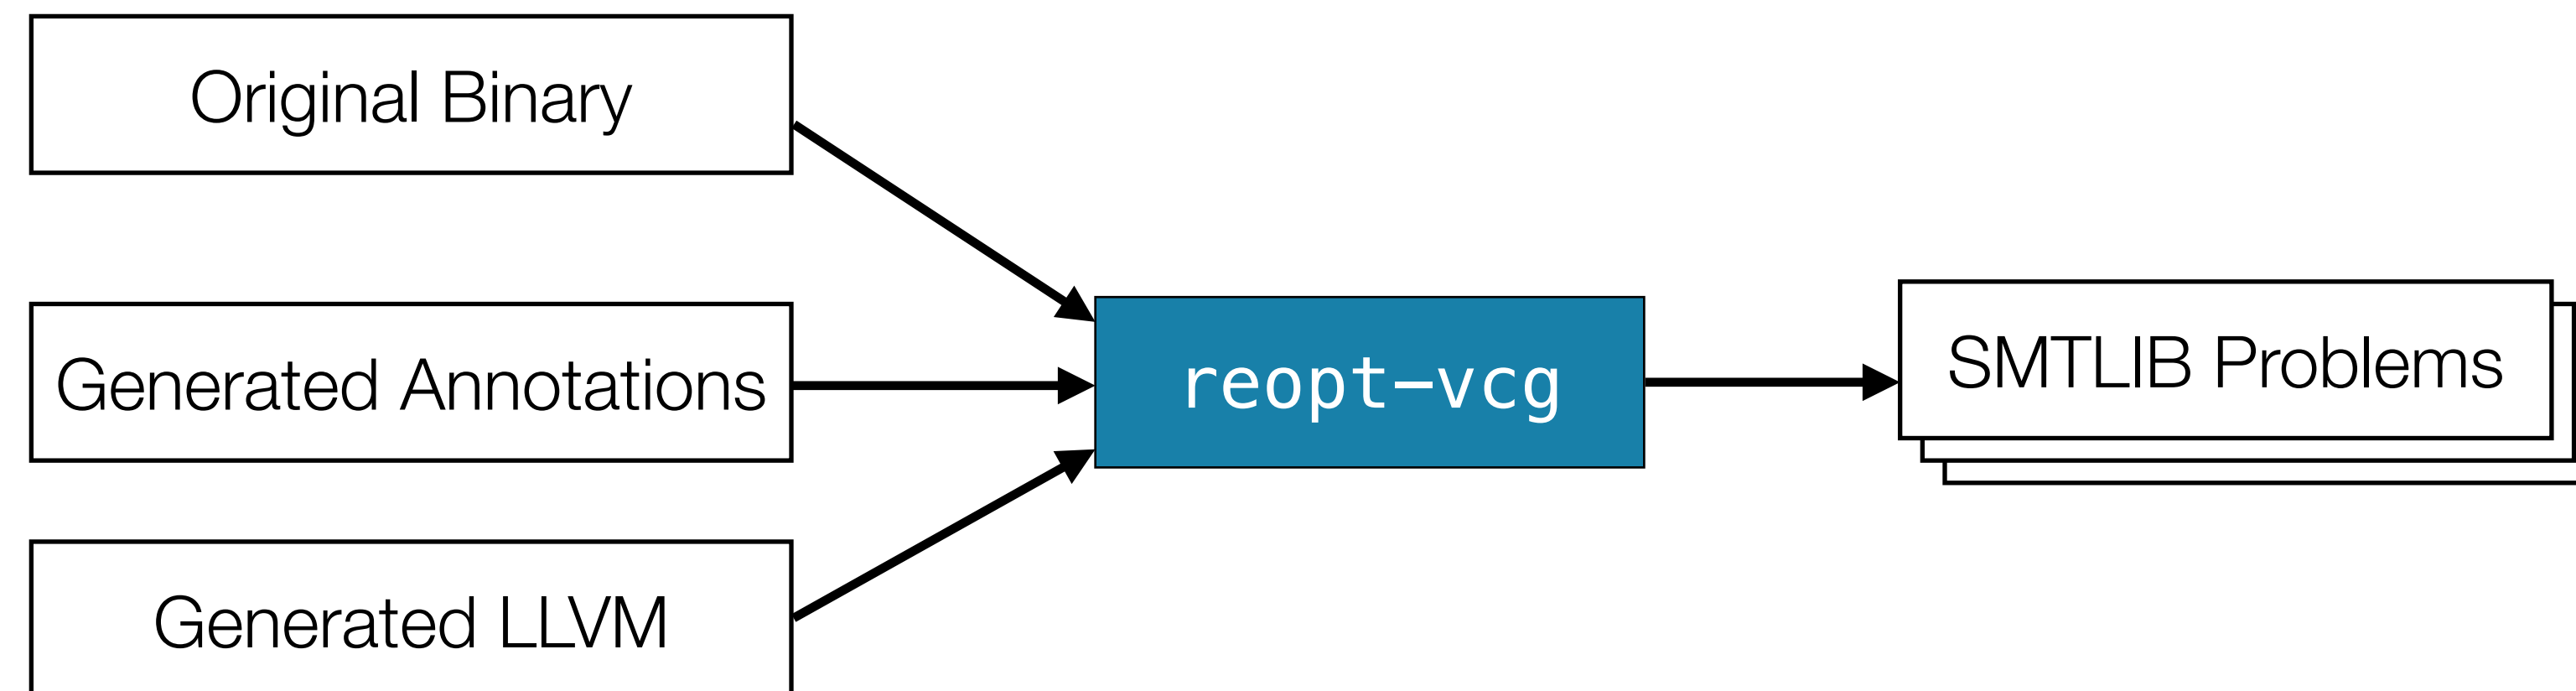 Original Binary
Generated Annotations
Generated LLVM
reopt-vcg
SMTLIB Problems